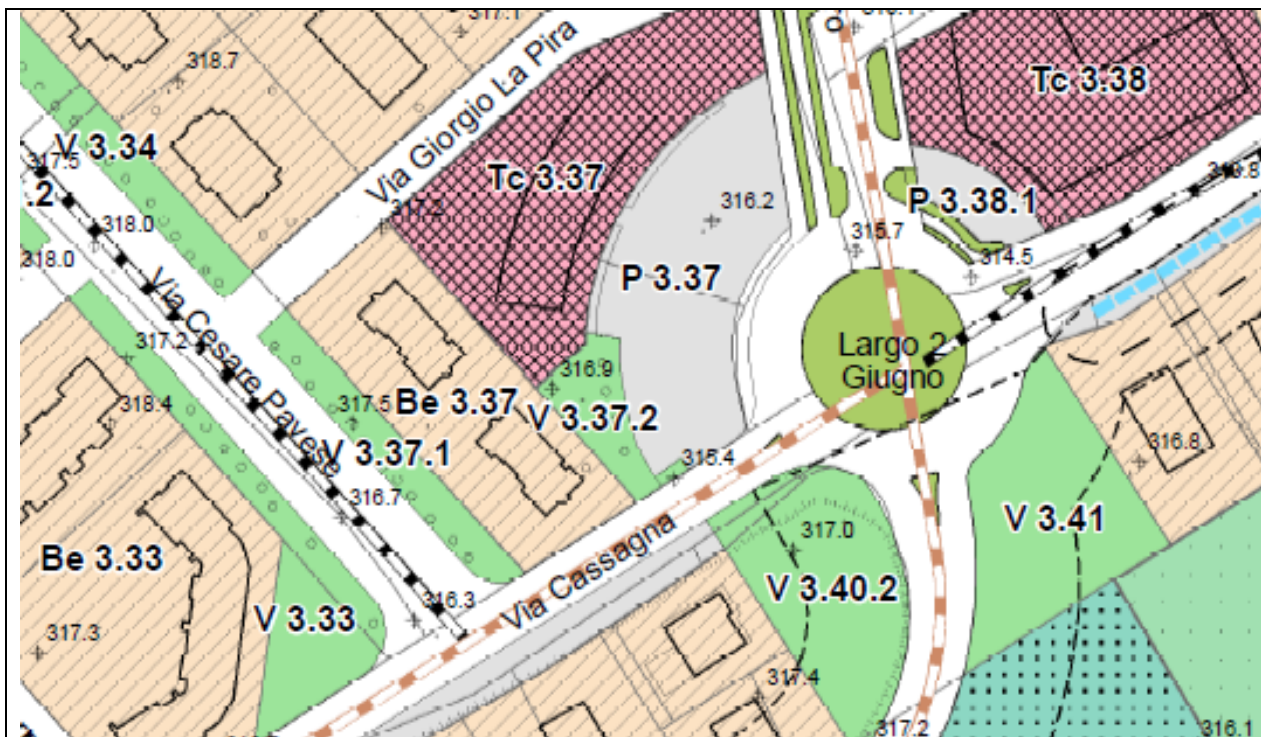 317.1
318.7
Via Giorgio La Pira
Tc 3.38
V 3.34
317.5
.2
318.0
318.0
Tc 3.37
317.2
316.2
P 3.38.1
315.7
314.5
P 3.37
Via Cesare Pavese
317.2
318.4
Largo 2
Giugno
316.9
Be 3.37
V 3.37.2
317.5
V 3.37.1
315.4
316.8
316.7
Via Cassagna
317.0
V 3.41
Be 3.33
V 3.40.2
V 3.33
316.3
317.3
317.4
317.2
316.1